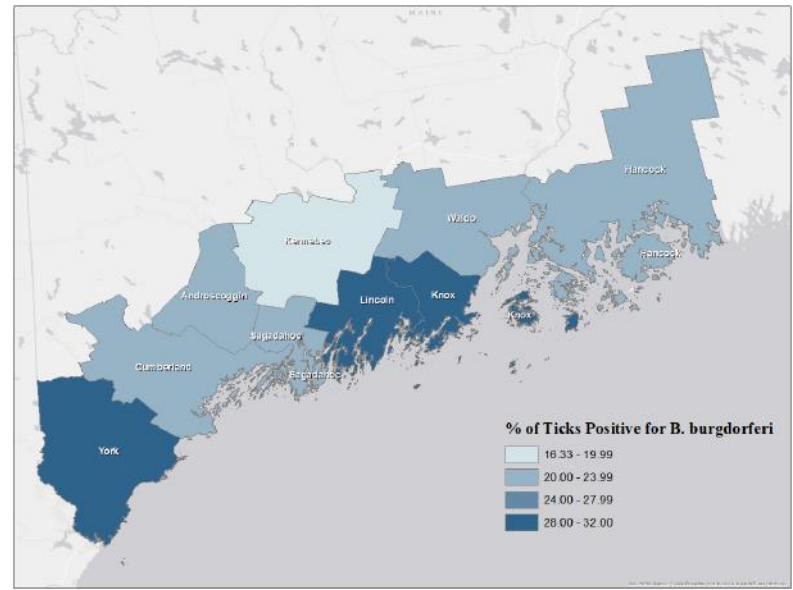 MAINE
Hancock
Waldo
Hancock
Kennebec
Androscoggin
Lincoln
Knox
Knox
Sagadahoc
Sagadahoc
Cumberland
York
% of Ticks Positive for B. burgdorferi
16.33 - 19.99
20.00 - 23.99
24.00 - 27.99
28.00 - 32.00